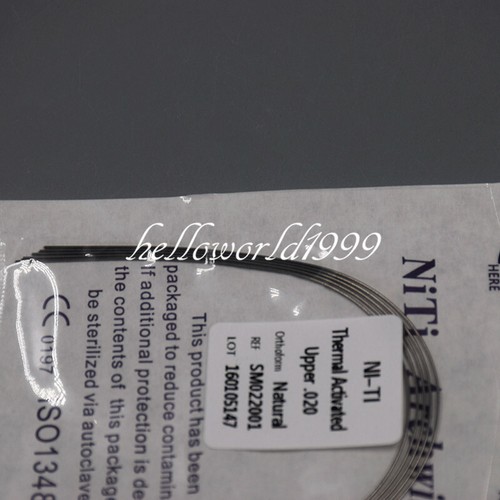 helloworld1999
HERE
NiTi
NI-TI
Thermal Activated
Upper .020
Orthoform Natural
REF SM022001
LOT 160105147
This product has been
packaged to reduce contamin
If additional protection is de
the contents of this package
be sterilized via autoclave
CE 0197
ISO1348